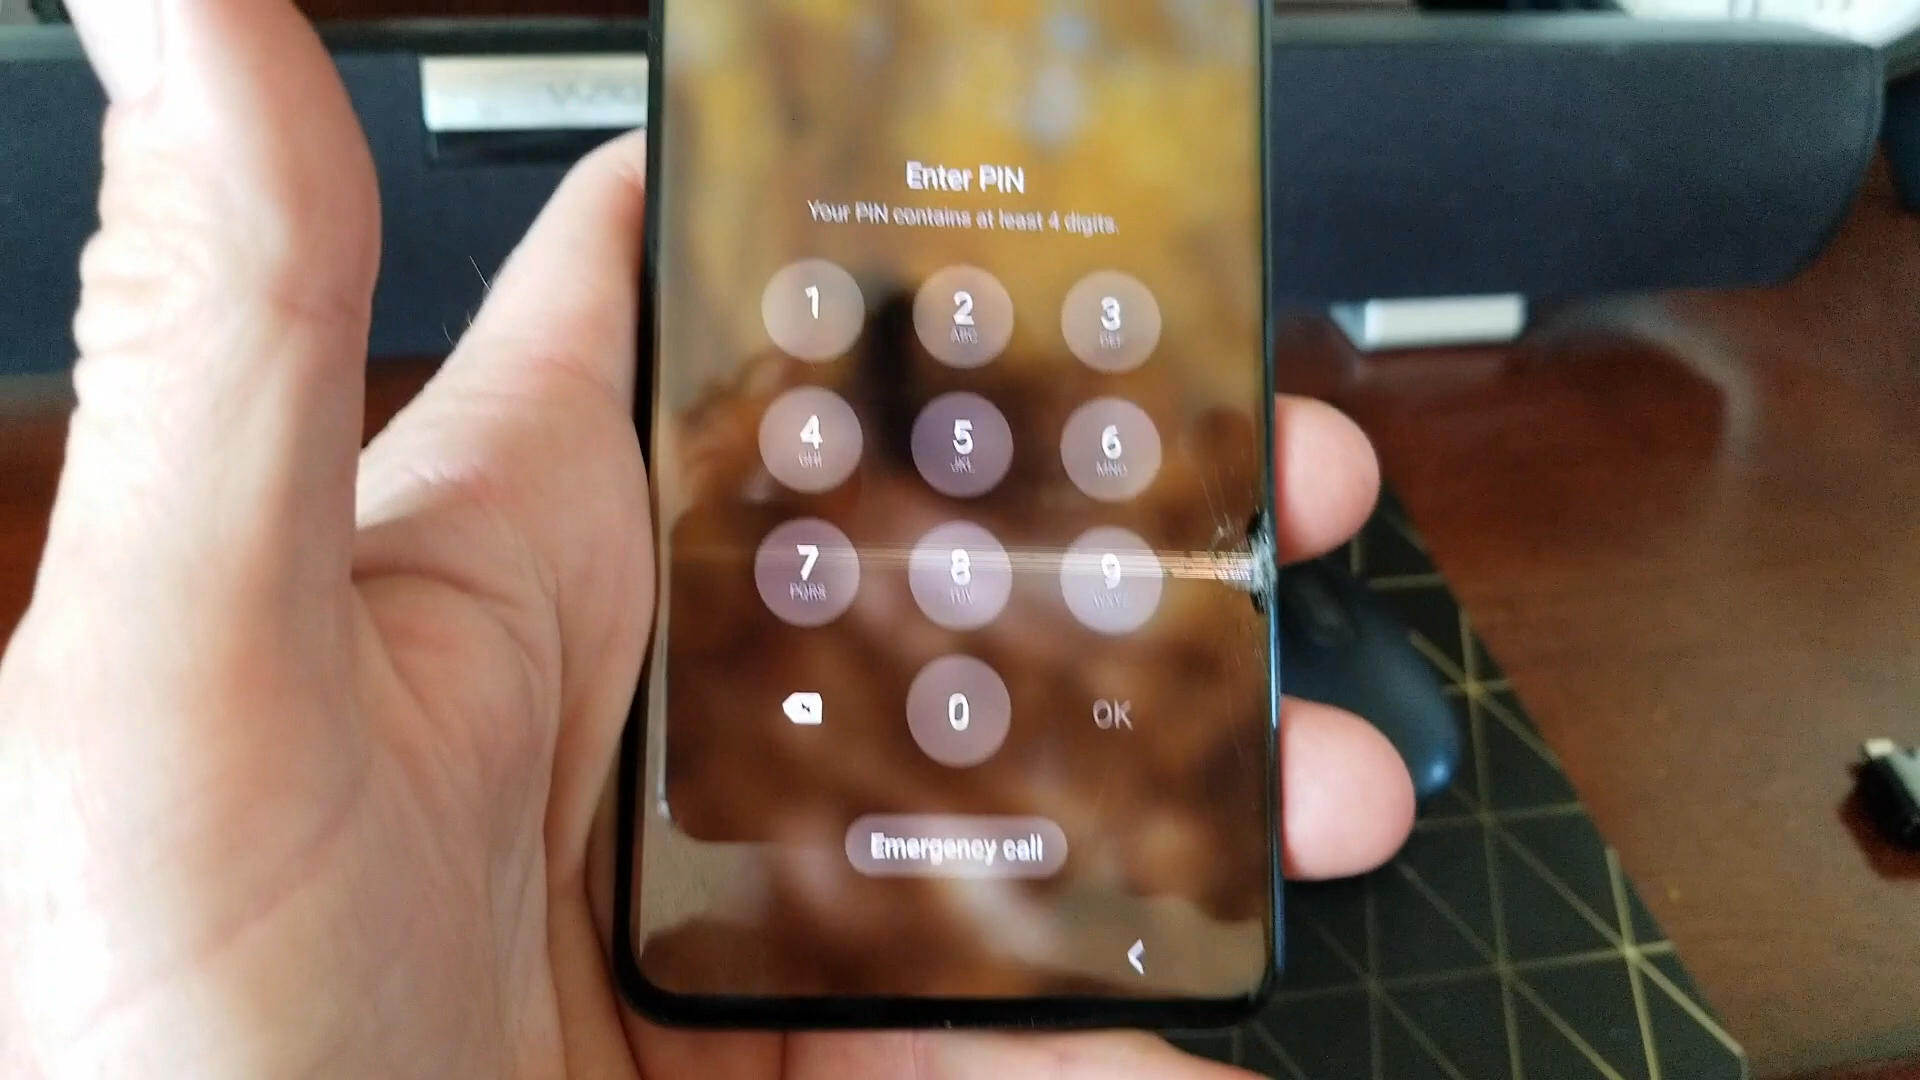 Enter PIN
Your PIN contains at least 4 digits.
1
2
ABC
3
DEF
4
GHI
5
JKL
6
MNO
7
PQRS
8
TUV
9
WXYZ
0
OK
Emergency call